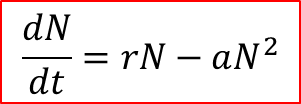 dN/dt = rN − aN²